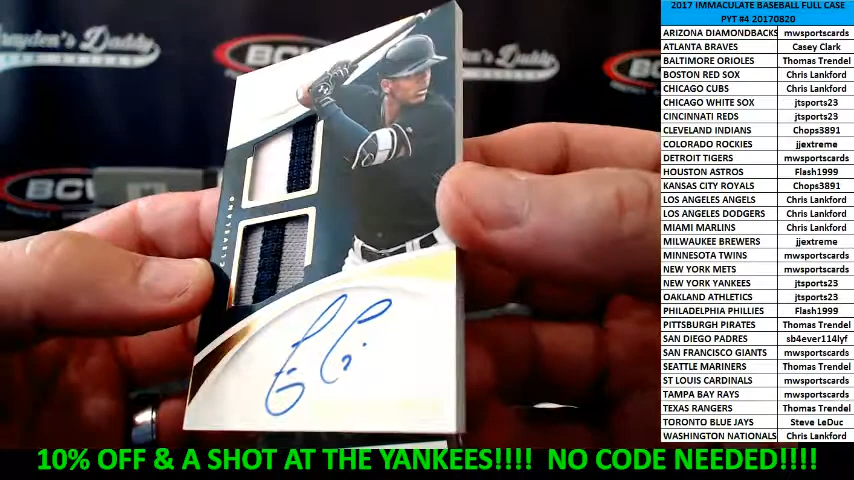 2017 IMMACULATE BASEBALL FULL CASE
PYT #4 20170820
ARIZONA DIAMONDBACKS mwsportscards
ATLANTA BRAVES Casey Clark
BALTIMORE ORIOLES Thomas Trendel
BOSTON RED SOX Chris Lankford
CHICAGO CUBS Chris Lankford
CHICAGO WHITE SOX jtsports23
CINCINNATI REDS jtsports23
CLEVELAND INDIANS Chops3891
COLORADO ROCKIES jjextreme
DETROIT TIGERS mwsportscards
HOUSTON ASTROS Flash1999
KANSAS CITY ROYALS Chops3891
LOS ANGELES ANGELS Chris Lankford
LOS ANGELES DODGERS Chris Lankford
MIAMI MARLINS Chris Lankford
MILWAUKEE BREWERS jjextreme
MINNESOTA TWINS mwsportscards
NEW YORK METS mwsportscards
NEW YORK YANKEES jtsports23
OAKLAND ATHLETICS jtsports23
PHILADELPHIA PHILLIES Flash1999
PITTSBURGH PIRATES Thomas Trendel
SAN DIEGO PADRES sb4ever114lyf
SAN FRANCISCO GIANTS mwsportscards
SEATTLE MARINERS Thomas Trendel
ST LOUIS CARDINALS mwsportscards
TAMPA BAY RAYS mwsportscards
TEXAS RANGERS Thomas Trendel
TORONTO BLUE JAYS Steve LeDuc
WASHINGTON NATIONALS Chris Lankford
ayden's Daddy
BCW
CLEVELAND
10% OFF & A SHOT AT THE YANKEES!!!! NO CODE NEEDED!!!!